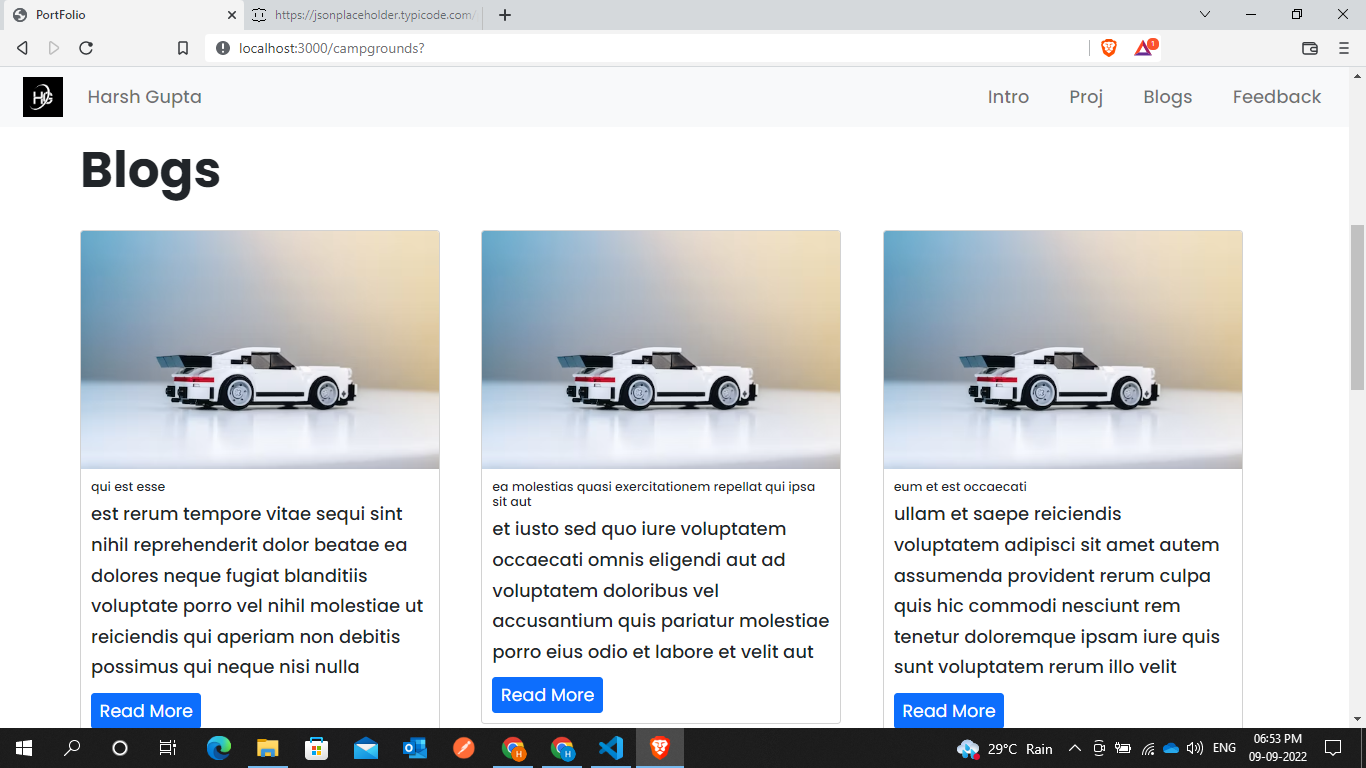 PortFolio
https://jsonplaceholder.typicode.com/
localhost:3000/campgrounds?
1
HG
Harsh Gupta
Intro
Proj
Blogs
Feedback
Blogs
qui est esse
est rerum tempore vitae sequi sint
nihil reprehenderit dolor beatae ea
dolores neque fugiat blanditiis
voluptate porro vel nihil molestiae ut
reiciendis qui aperiam non debitis
possimus qui neque nisi nulla
Read More
ea molestias quasi exercitationem repellat qui ipsa
sit aut
et iusto sed quo iure voluptatem
occaecati omnis eligendi aut ad
voluptatem doloribus vel
accusantium quis pariatur molestiae
porro eius odio et labore et velit aut
Read More
eum et est occaecati
ullam et saepe reiciendis
voluptatem adipisci sit amet autem
assumenda provident rerum culpa
quis hic commodi nesciunt rem
tenetur doloremque ipsam iure quis
sunt voluptatem rerum illo velit
Read More
H
H
29°C Rain
ENG
06:53 PM
09-09-2022